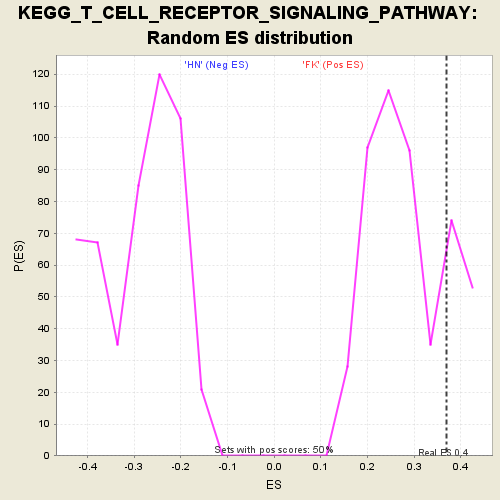 KEGG_T_CELL_RECEPTOR_SIGNALING_PATHWAY:
Random ES distribution
'HN' (Neg ES) 'FK' (Pos ES)
120
110
100
90
80
70
60
50
40
30
20
10
0
P(ES)
Sets with pos scores: 50%
Real ES 0.4
-0.4 -0.3 -0.2 -0.1 0.0 0.1 0.2 0.3 0.4
ES